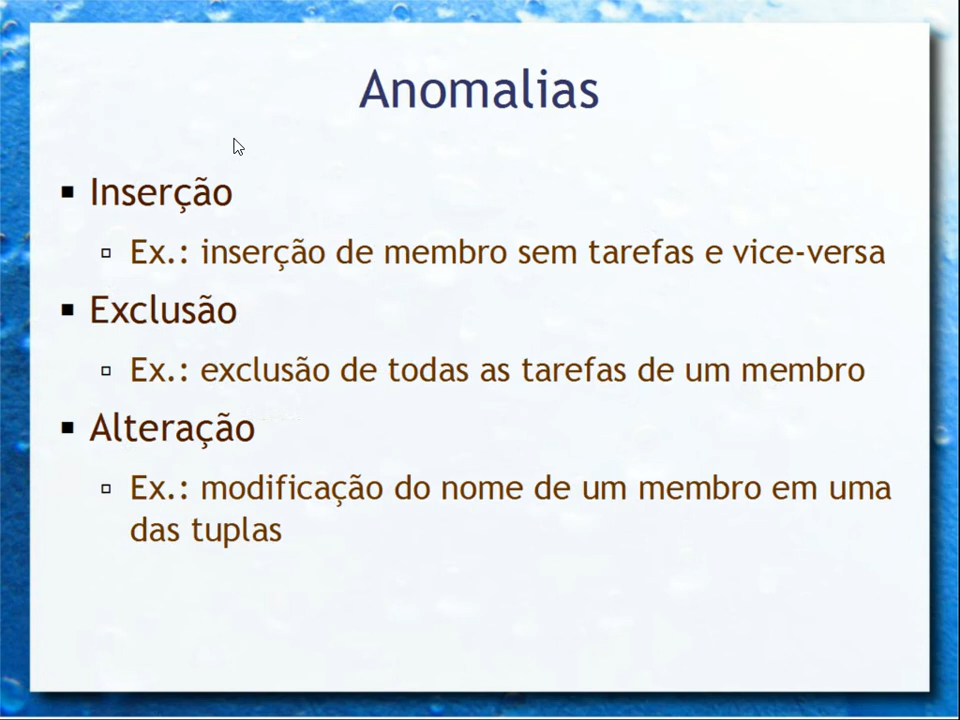 Anomalias
Inserção
Ex.: inserção de membro sem tarefas e vice-versa
Exclusão
Ex.: exclusão de todas as tarefas de um membro
Alteração
Ex.: modificação do nome de um membro em uma
das tuplas